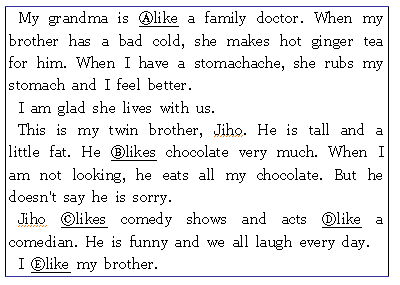 My grandma is Ⓐlike a family doctor. When my
brother has a bad cold, she makes hot ginger tea
for him. When I have a stomachache, she rubs my
stomach and I feel better.
I am glad she lives with us.
This is my twin brother, Jiho. He is tall and a
little fat. He Ⓑlikes chocolate very much. When I
am not looking, he eats all my chocolate. But he
doesn't say he is sorry.
Jiho Ⓒlikes comedy shows and acts Ⓓlike a
comedian. He is funny and we all laugh every day.
I Ⓔlike my brother.